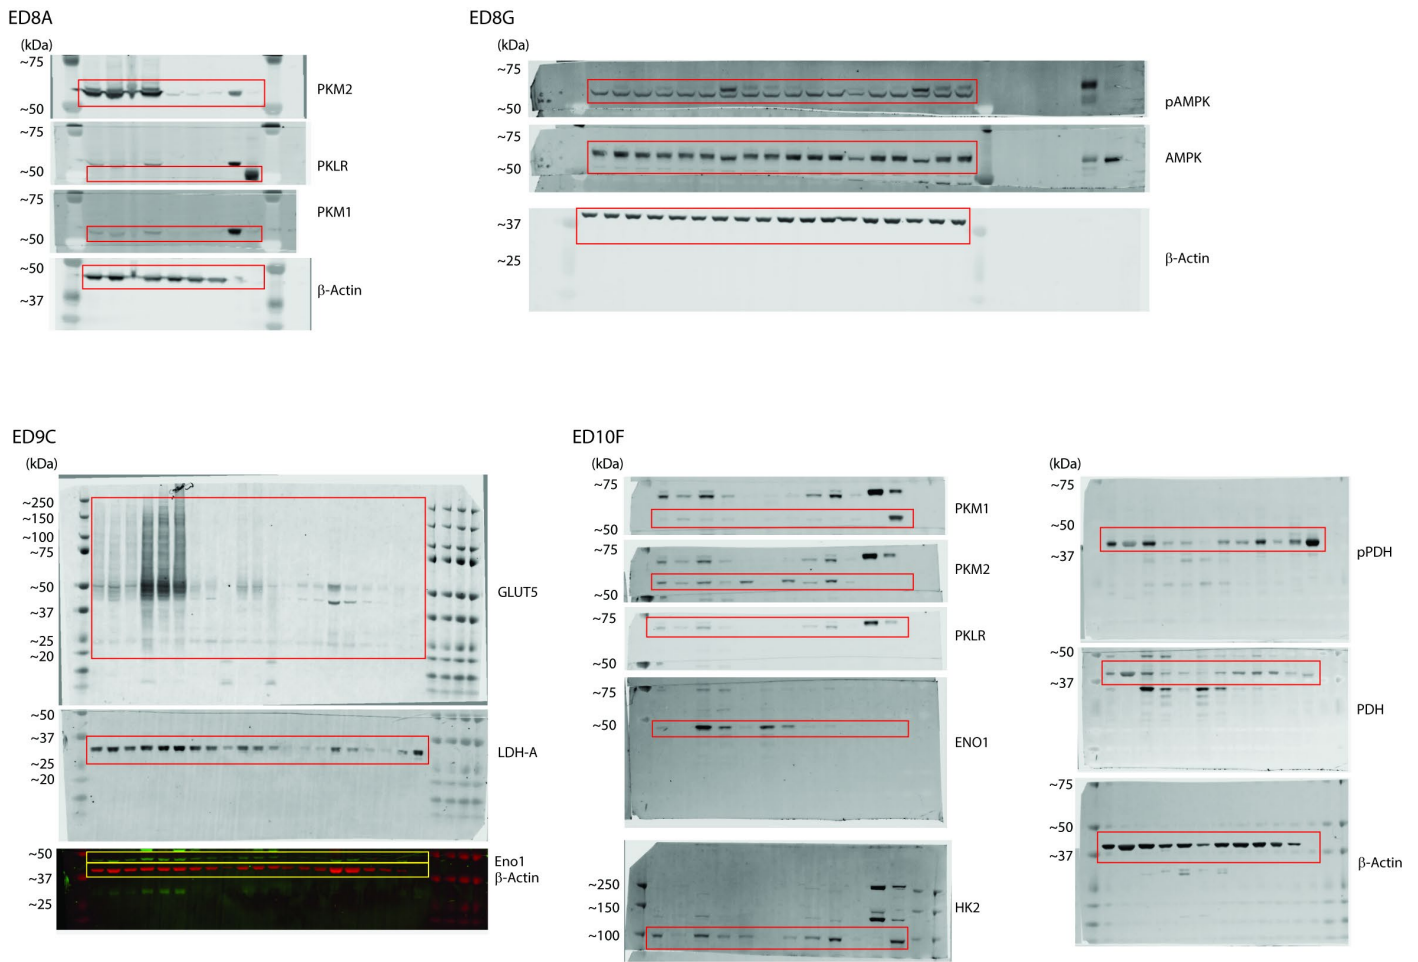 ED8A
(kDa)
~75
~50
PKM2
~75
~50
PKLR
~75
~50
PKM1
~50
~37
β-Actin
ED8G
(kDa)
~75
~50
pAMPK
~75
~50
AMPK
~37
~25
β-Actin
ED9C
(kDa)
~250
~150
~100
~75
~50
~37
~25
~20
GLUT5
~50
~37
~25
~20
LDH-A
~50
~37
~25
Eno1
β-Actin
ED10F
(kDa)
~75
~50
PKM1
~75
~50
PKM2
~75
~50
PKLR
~75
~50
ENO1
~250
~150
~100
HK2
(kDa)
~75
~50
~37
pPDH
~50
~37
PDH
~75
~50
~37
β-Actin